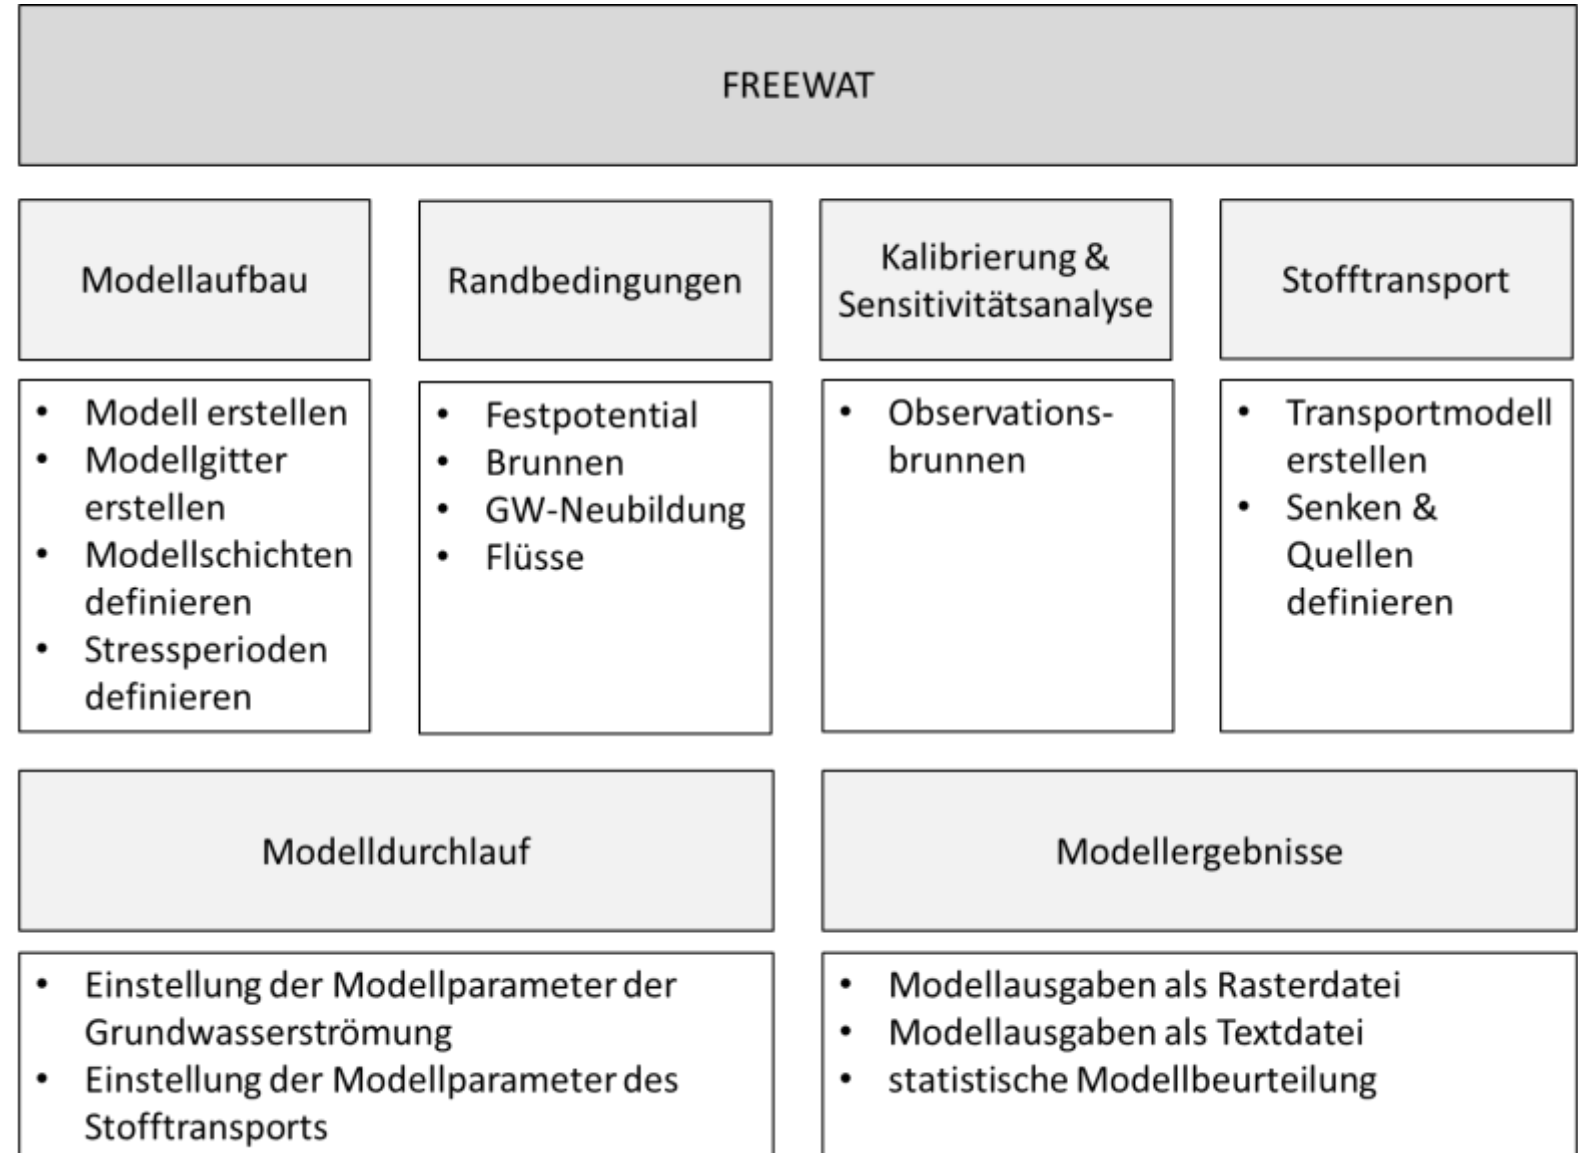 FREEWAT
Modellaufbau
Randbedingungen
Kalibrierung &
Sensitivitätsanalyse
Stofftransport
• Modell erstellen
• Modellgitter
erstellen
• Modellschichten
definieren
• Stressperioden
definieren
• Festpotential
• Brunnen
• GW-Neubildung
• Flüsse
• Observations-
brunnen
• Transportmodell
erstellen
• Senken &
Quellen
definieren
Modelldurchlauf
Modellergebnisse
• Einstellung der Modellparameter der
Grundwasserströmung
• Einstellung der Modellparameter des
Stofftransports
• Modellausgaben als Rasterdatei
• Modellausgaben als Textdatei
• statistische Modellbeurteilung